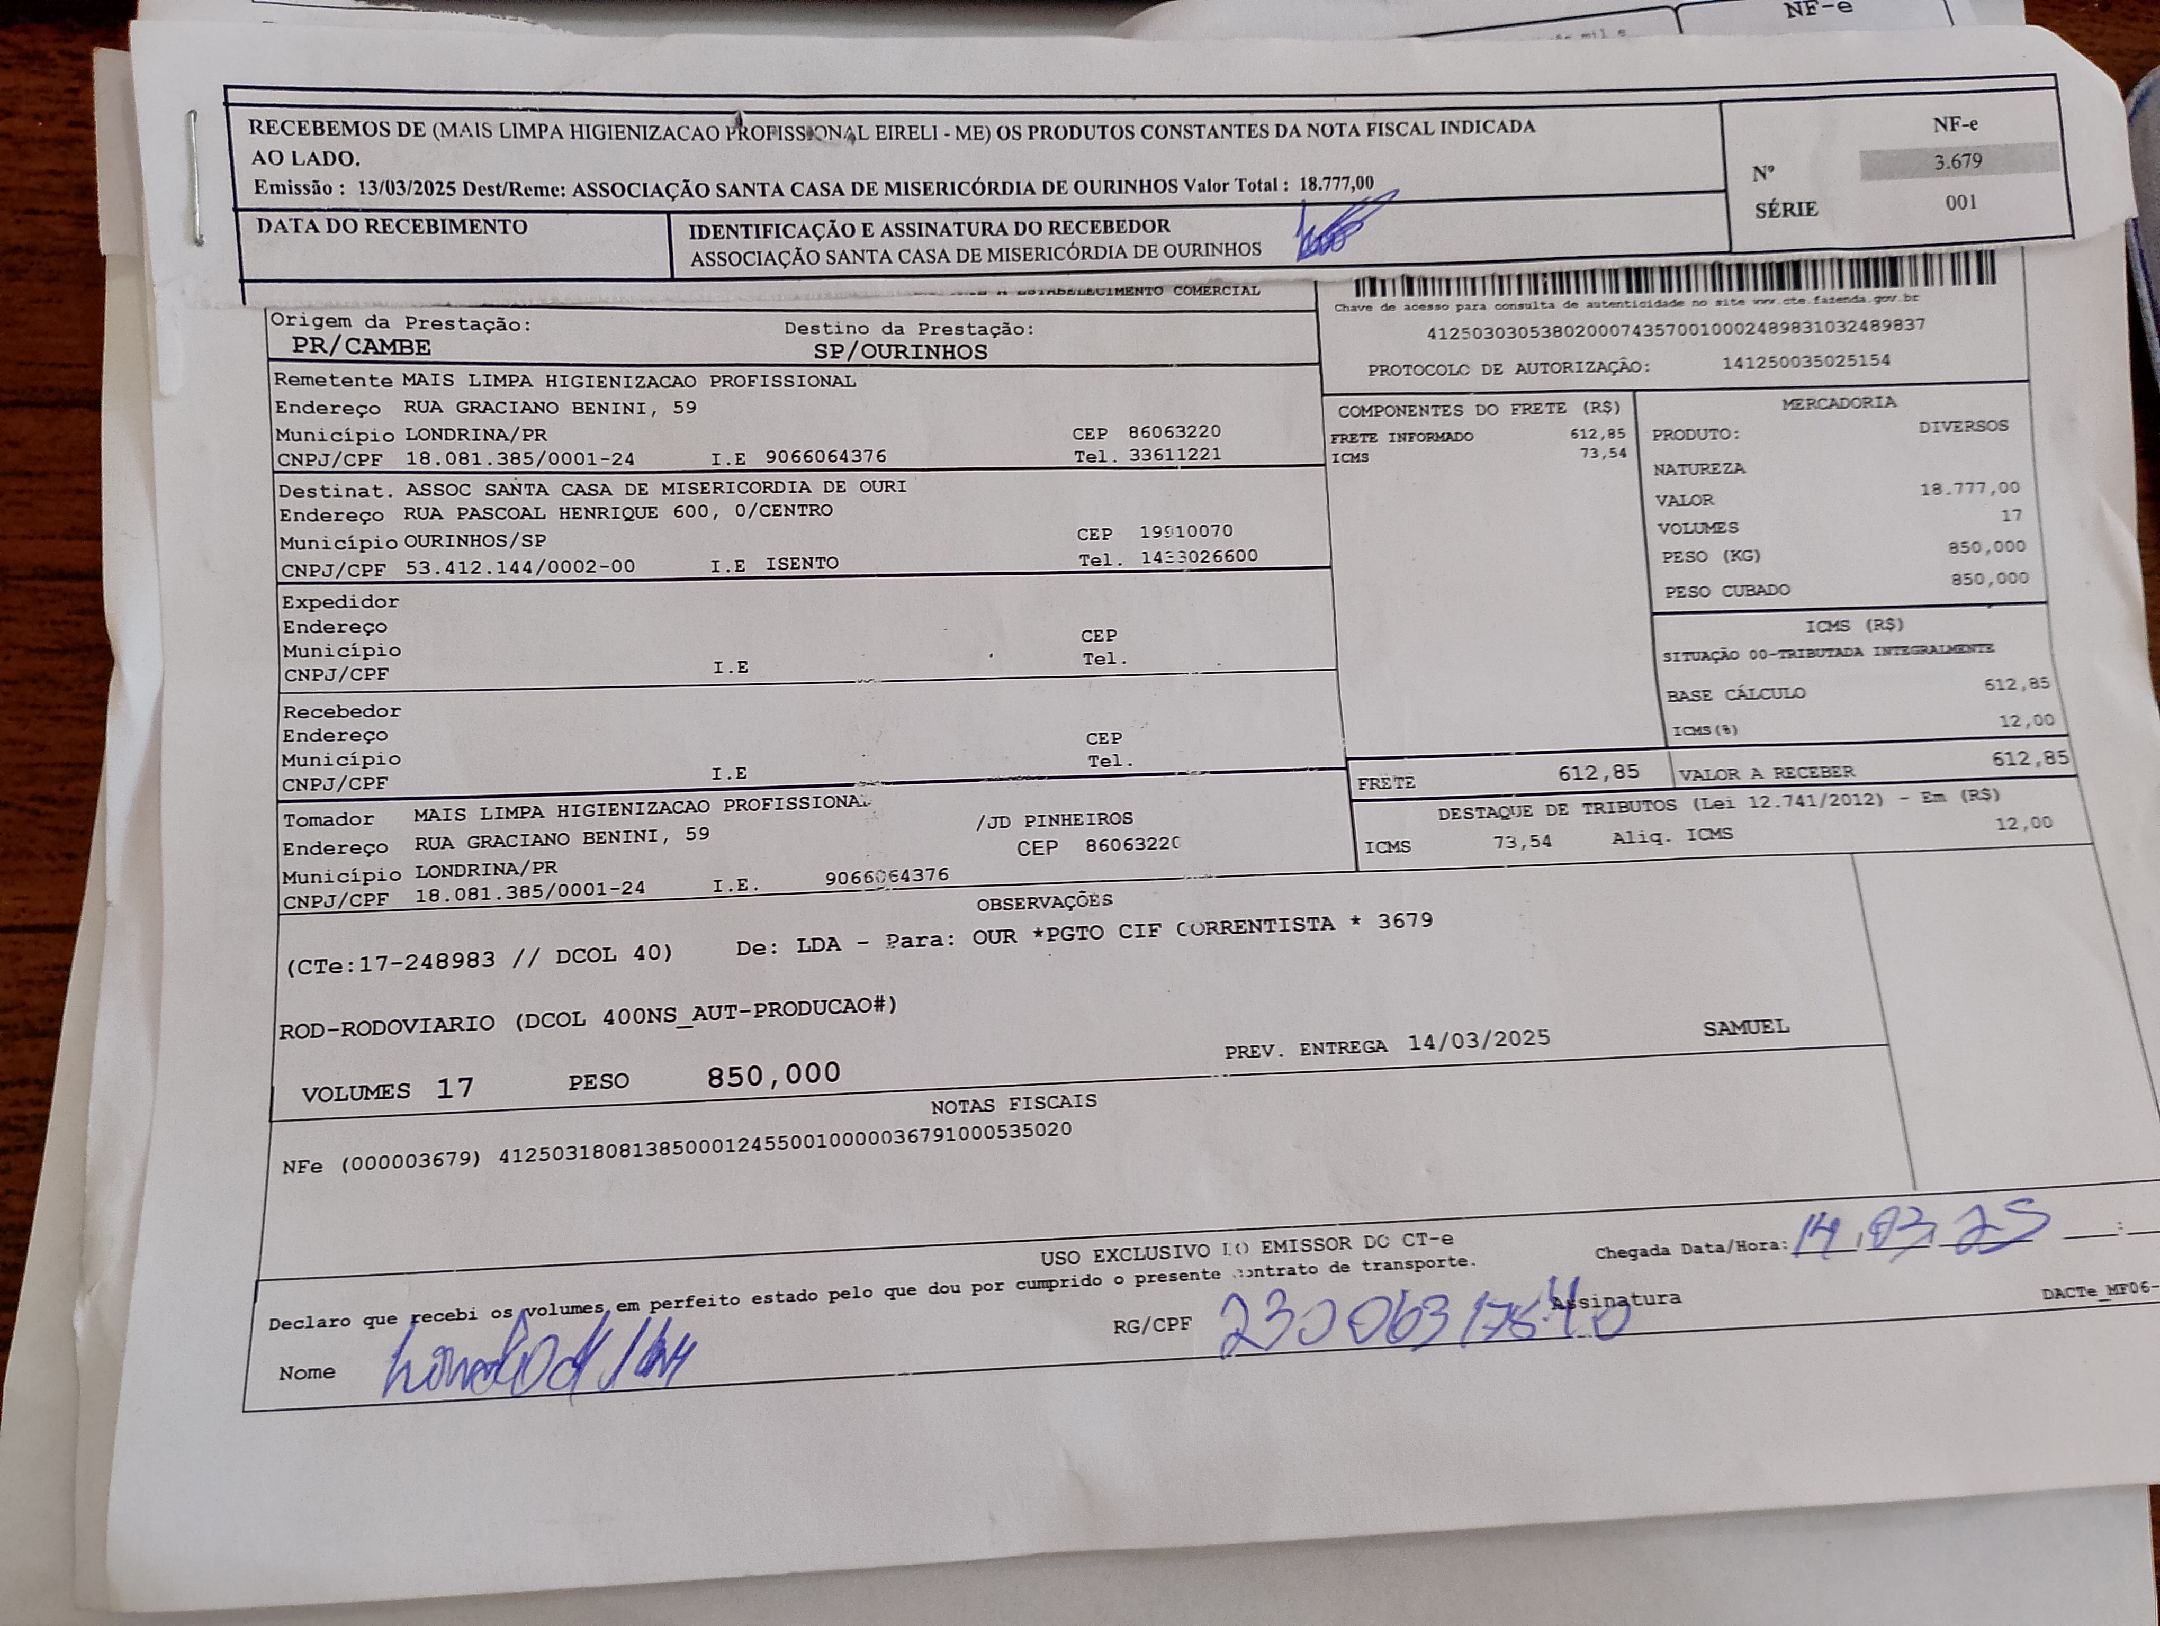 NF-e
RECEBEMOS DE (MAIS LIMPA HIGIENIZACAO PROFISSIONAL EIRELI - ME) OS PRODUTOS CONSTANTES DA NOTA FISCAL INDICADA
AO LADO.
Emissão : 13/03/2025 Dest/Reme: ASSOCIAÇÃO SANTA CASA DE MISERICÓRDIA DE OURINHOS Valor Total : 18.777,00
NF-e
Nº 3.679
SÉRIE 001
DATA DO RECEBIMENTO
IDENTIFICAÇÃO E ASSINATURA DO RECEBEDOR
ASSOCIAÇÃO SANTA CASA DE MISERICÓRDIA DE OURINHOS
ESTABELECIMENTO COMERCIAL
Chave de acesso para consulta de autenticidade no site www.cte.fazenda.gov.br
41250303053802000743570010002489831032489837
PROTOCOLO DE AUTORIZAÇÃO: 141250035025154
Origem da Prestação: Destino da Prestação:
PR/CAMBE SP/OURINHOS
Remetente MAIS LIMPA HIGIENIZACAO PROFISSIONAL
Endereço RUA GRACIANO BENINI, 59
Município LONDRINA/PR CEP 86063220
CNPJ/CPF 18.081.385/0001-24 I.E 9066064376 Tel. 33611221
Destinat. ASSOC SANTA CASA DE MISERICORDIA DE OURI
Endereço RUA PASCOAL HENRIQUE 600, 0/CENTRO
Município OURINHOS/SP CEP 19910070
CNPJ/CPF 53.412.144/0002-00 I.E ISENTO Tel. 1433026600
Expedidor
Endereço
Município CEP
CNPJ/CPF I.E Tel.
Recebedor
Endereço
Município CEP
CNPJ/CPF I.E Tel.
Tomador MAIS LIMPA HIGIENIZACAO PROFISSIONAL
Endereço RUA GRACIANO BENINI, 59 /JD PINHEIROS
Município LONDRINA/PR CEP 86063220
CNPJ/CPF 18.081.385/0001-24 I.E. 9066064376
COMPONENTES DO FRETE (R$)
FRETE INFORMADO 612,85
ICMS 73,54
MERCADORIA
PRODUTO: DIVERSOS
NATUREZA
VALOR 18.777,00
VOLUMES 17
PESO (KG) 850,000
PESO CUBADO 850,000
ICMS (R$)
SITUAÇÃO 00-TRIBUTADA INTEGRALMENTE
BASE CÁLCULO 612,85
ICMS(%) 12,00
FRETE 612,85 VALOR A RECEBER 612,85
DESTAQUE DE TRIBUTOS (Lei 12.741/2012) - Em (R$)
ICMS 73,54 Aliq. ICMS 12,00
OBSERVAÇÕES
(CTe:17-248983 // DCOL 40) De: LDA - Para: OUR *PGTO CIF CORRENTISTA * 3679
ROD-RODOVIARIO (DCOL 400NS_AUT-PRODUCAO#)
VOLUMES 17 PESO 850,000 PREV. ENTREGA 14/03/2025 SAMUEL
NOTAS FISCAIS
NFe (000003679) 41250318081385000124550010000036791000535020
USO EXCLUSIVO DO EMISSOR DO CT-e
Chegada Data/Hora: 14.03.25 :
Declaro que recebi os volumes em perfeito estado pelo que dou por cumprido o presente contrato de transporte.
DACTe_MF06-
Nome RG/CPF Assinatura